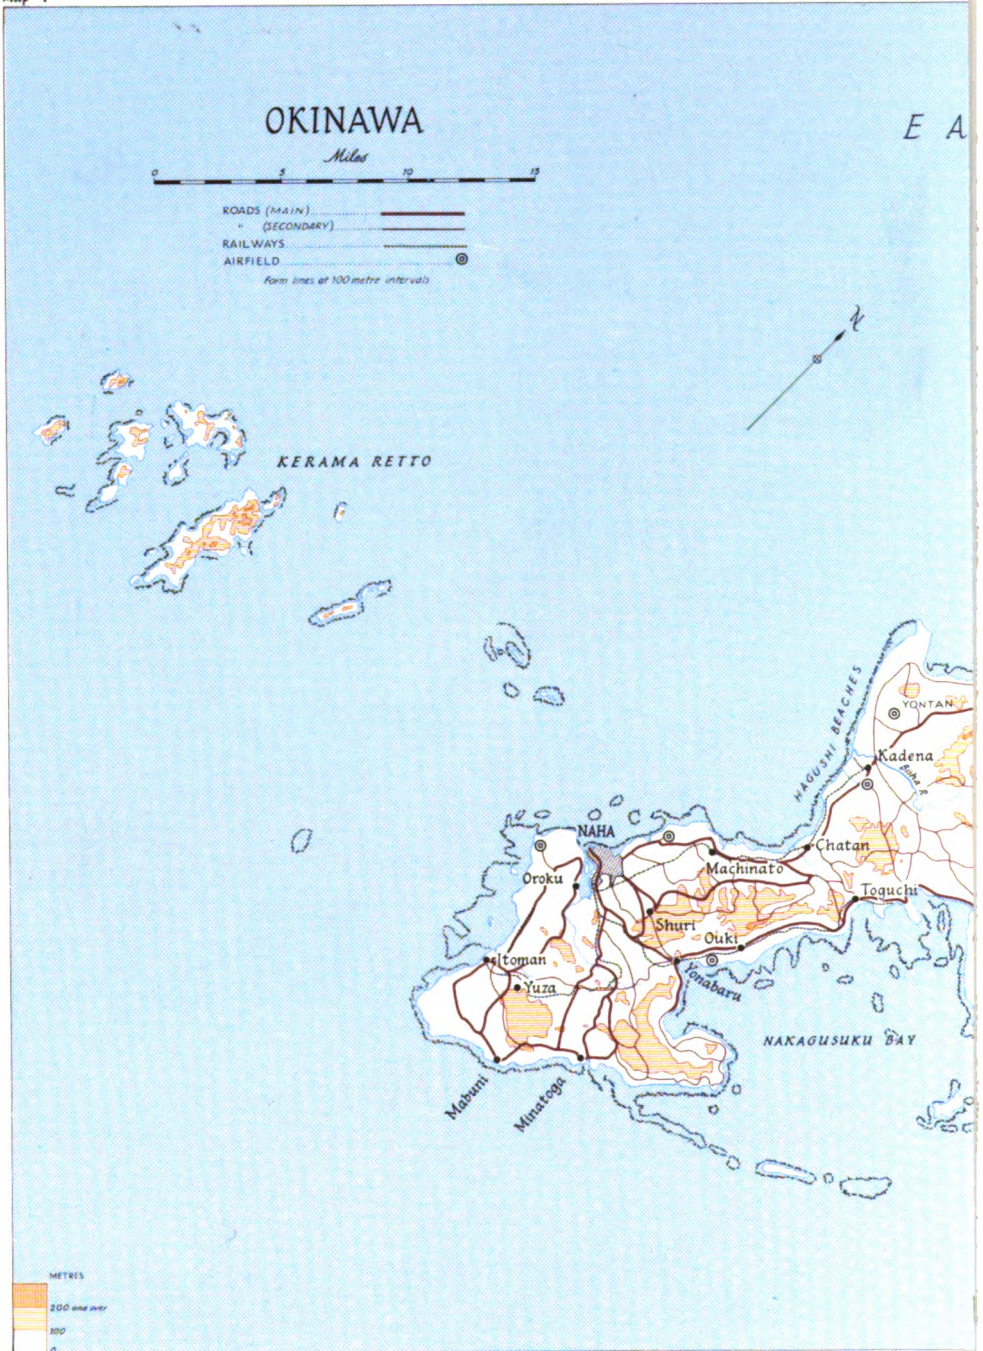 OKINAWA
E A
Miles
0 5 10 15
ROADS (MAIN)
" (SECONDARY)
RAILWAYS
AIRFIELD
Form lines at 100 metre intervals
N
KERAMA RETTO
HAGUSHI BEACHES
YONTAN
Kadena
Bisha R.
NAHA
Chatan
Machinato
Oroku
Toguchi
Shuri
Ouki
Itoman
Yonabaru
Yuza
NAKAGUSUKU BAY
Mabuni
Minatoga
METRES
200 and over
100
0